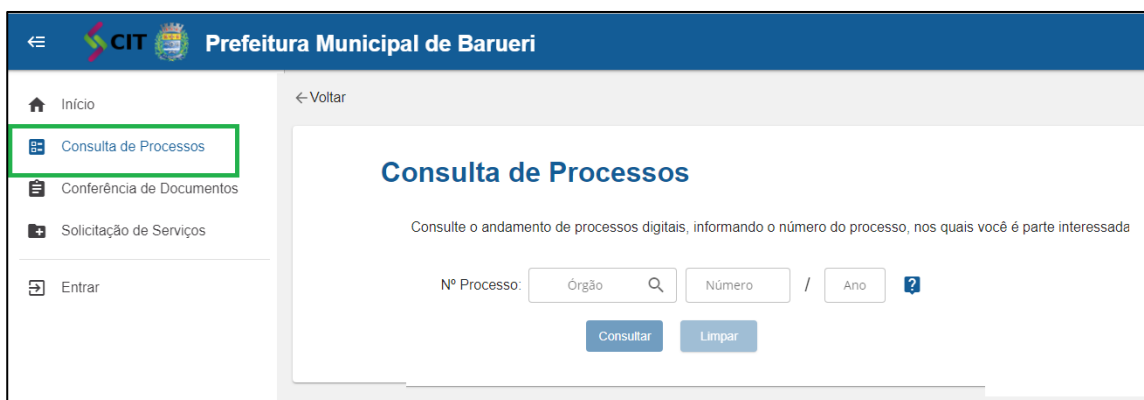 CIT Prefeitura Municipal de Barueri
Início
Consulta de Processos
Conferência de Documentos
Solicitação de Serviços
Entrar
←Voltar
Consulta de Processos
Consulte o andamento de processos digitais, informando o número do processo, nos quais você é parte interessada
Nº Processo: Órgão Número / Ano ?
Consultar Limpar